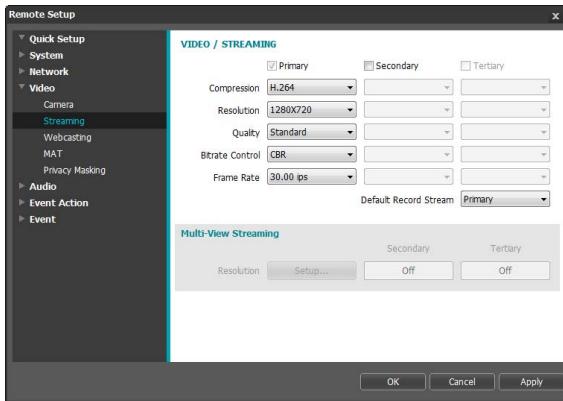 Remote Setup x
Quick Setup
System
Network
Video
Camera
Streaming
Webcasting
MAT
Privacy Masking
Audio
Event Action
Event
VIDEO / STREAMING
Primary Secondary Tertiary
Compression H.264
Resolution 1280X720
Quality Standard
Bitrate Control CBR
Frame Rate 30.00 ips
Default Record Stream Primary
Multi-View Streaming
Secondary Tertiary
Resolution Setup... Off Off
OK Cancel Apply